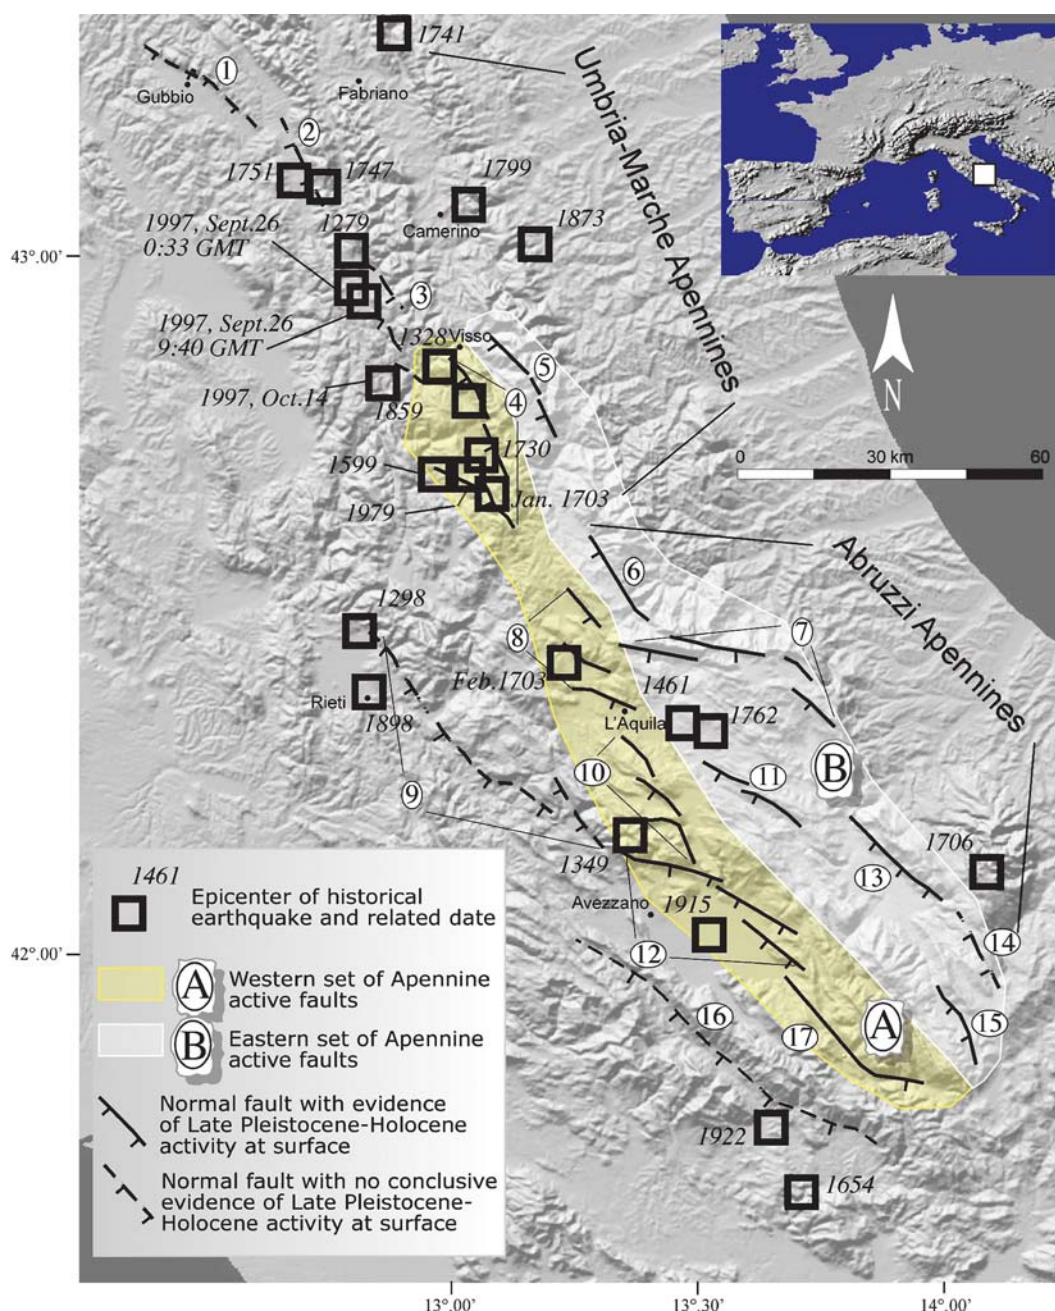 1741
Umbria-Marche Apennines
1
Gubbio
Fabriano
2
1751
1747
1799
1997, Sept.26
0:33 GMT
1279
Camerino
1873
43°.00'
3
1997, Sept.26
9:40 GMT
1328
Visso
5
N
1997, Oct.14
1859
4
0
30 km
60
1730
1599
1979
Jan. 1703
Abruzzi Apennines
6
1298
8
7
Feb.1703
1461
Rieti
1898
L'Aquila
1762
10
11
B
9
1706
1349
13
Avezzano
1915
12
14
42°.00'
16
17
A
15
1922
1654
1461
Epicenter of historical
earthquake and related date
A
Western set of Apennine
active faults
B
Eastern set of Apennine
active faults
Normal fault with evidence
of Late Pleistocene-Holocene
activity at surface
Normal fault with no conclusive
evidence of Late Pleistocene-
Holocene activity at surface
13°.00'
13°.30'
14°.00'